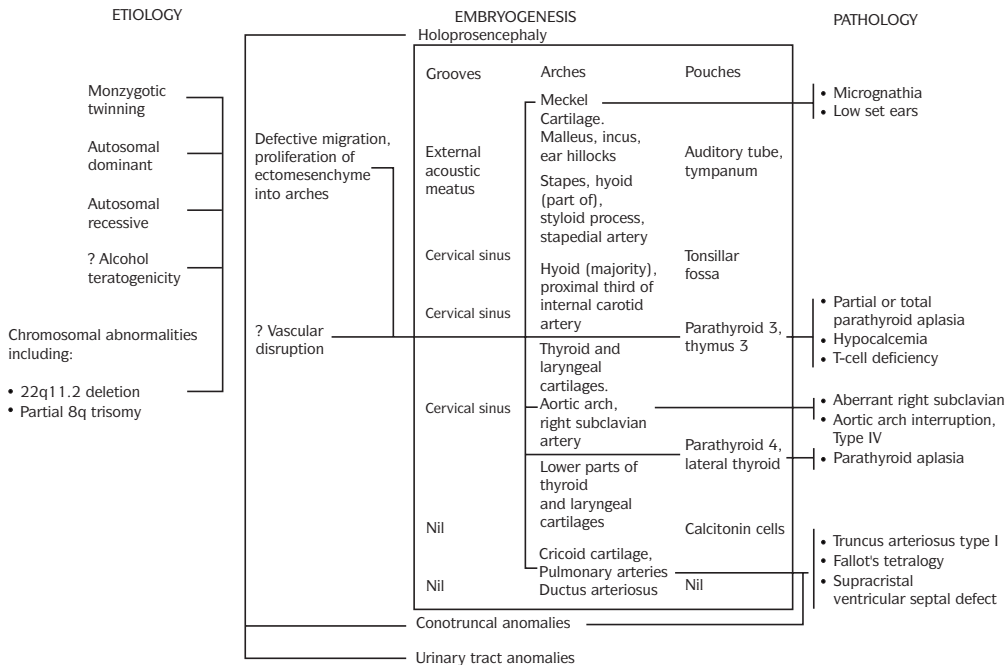 ETIOLOGY
Monzygotic
twinning
Autosomal
dominant
Autosomal
recessive
? Alcohol
teratogenicity
Chromosomal abnormalities
including:
• 22q11.2 deletion
• Partial 8q trisomy
EMBRYOGENESIS
Holoprosencephaly
Defective migration,
proliferation of
ectomesenchyme
into arches
? Vascular
disruption
Grooves
External
acoustic
meatus
Cervical sinus
Cervical sinus
Cervical sinus
Nil
Nil
Arches
Meckel
Cartilage.
Malleus, incus,
ear hillocks
Stapes, hyoid
(part of),
styloid process,
stapedial artery
Hyoid (majority),
proximal third of
internal carotid
artery
Thyroid and
laryngeal
cartilages.
Aortic arch,
right subclavian
artery
Lower parts of
thyroid
and laryngeal
cartilages
Cricoid cartilage,
Pulmonary arteries
Ductus arteriosus
Pouches
Auditory tube,
tympanum
Tonsillar
fossa
Parathyroid 3,
thymus 3
Parathyroid 4,
lateral thyroid
Calcitonin cells
Nil
Conotruncal anomalies
Urinary tract anomalies
PATHOLOGY
• Micrognathia
• Low set ears
• Partial or total
parathyroid aplasia
• Hypocalcemia
• T-cell deficiency
• Aberrant right subclavian
• Aortic arch interruption,
Type IV
• Parathyroid aplasia
• Truncus arteriosus type I
• Fallot's tetralogy
• Supracristal
ventricular septal defect